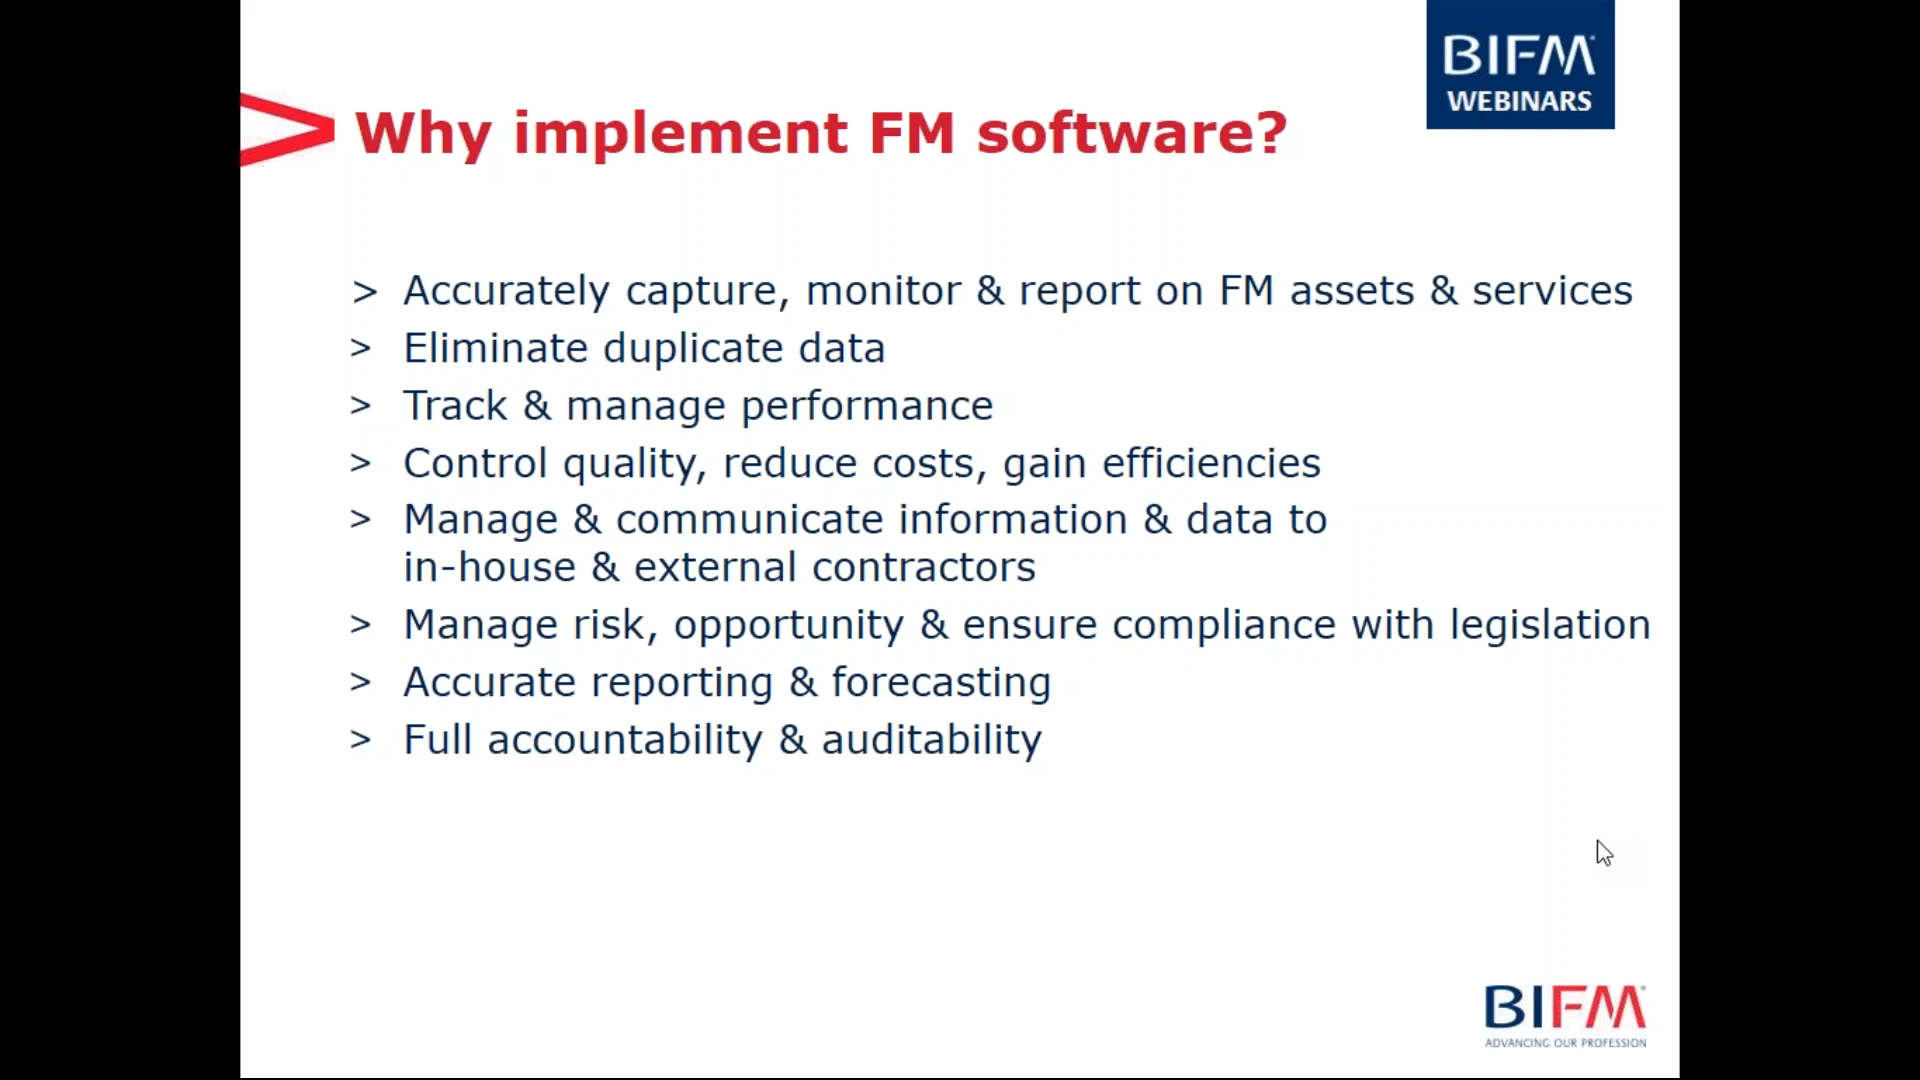 BIFM
WEBINARS
Why implement FM software?
> Accurately capture, monitor & report on FM assets & services
> Eliminate duplicate data
> Track & manage performance
> Control quality, reduce costs, gain efficiencies
> Manage & communicate information & data to
in-house & external contractors
> Manage risk, opportunity & ensure compliance with legislation
> Accurate reporting & forecasting
> Full accountability & auditability
BIFM
ADVANCING OUR PROFESSION